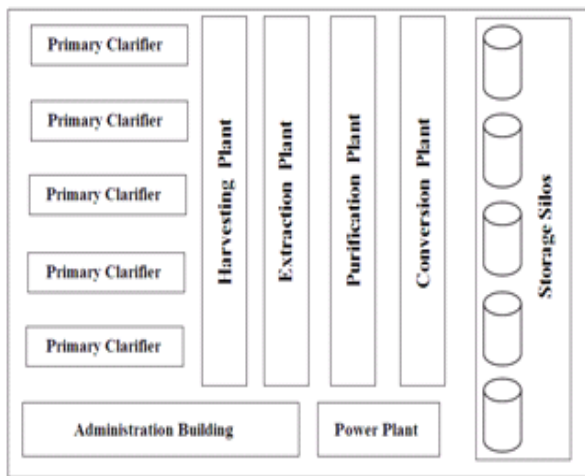 Primary Clarifier
Primary Clarifier
Primary Clarifier
Primary Clarifier
Primary Clarifier
Harvesting Plant
Extraction Plant
Purification Plant
Conversion Plant
Storage Silos
Administration Building
Power Plant